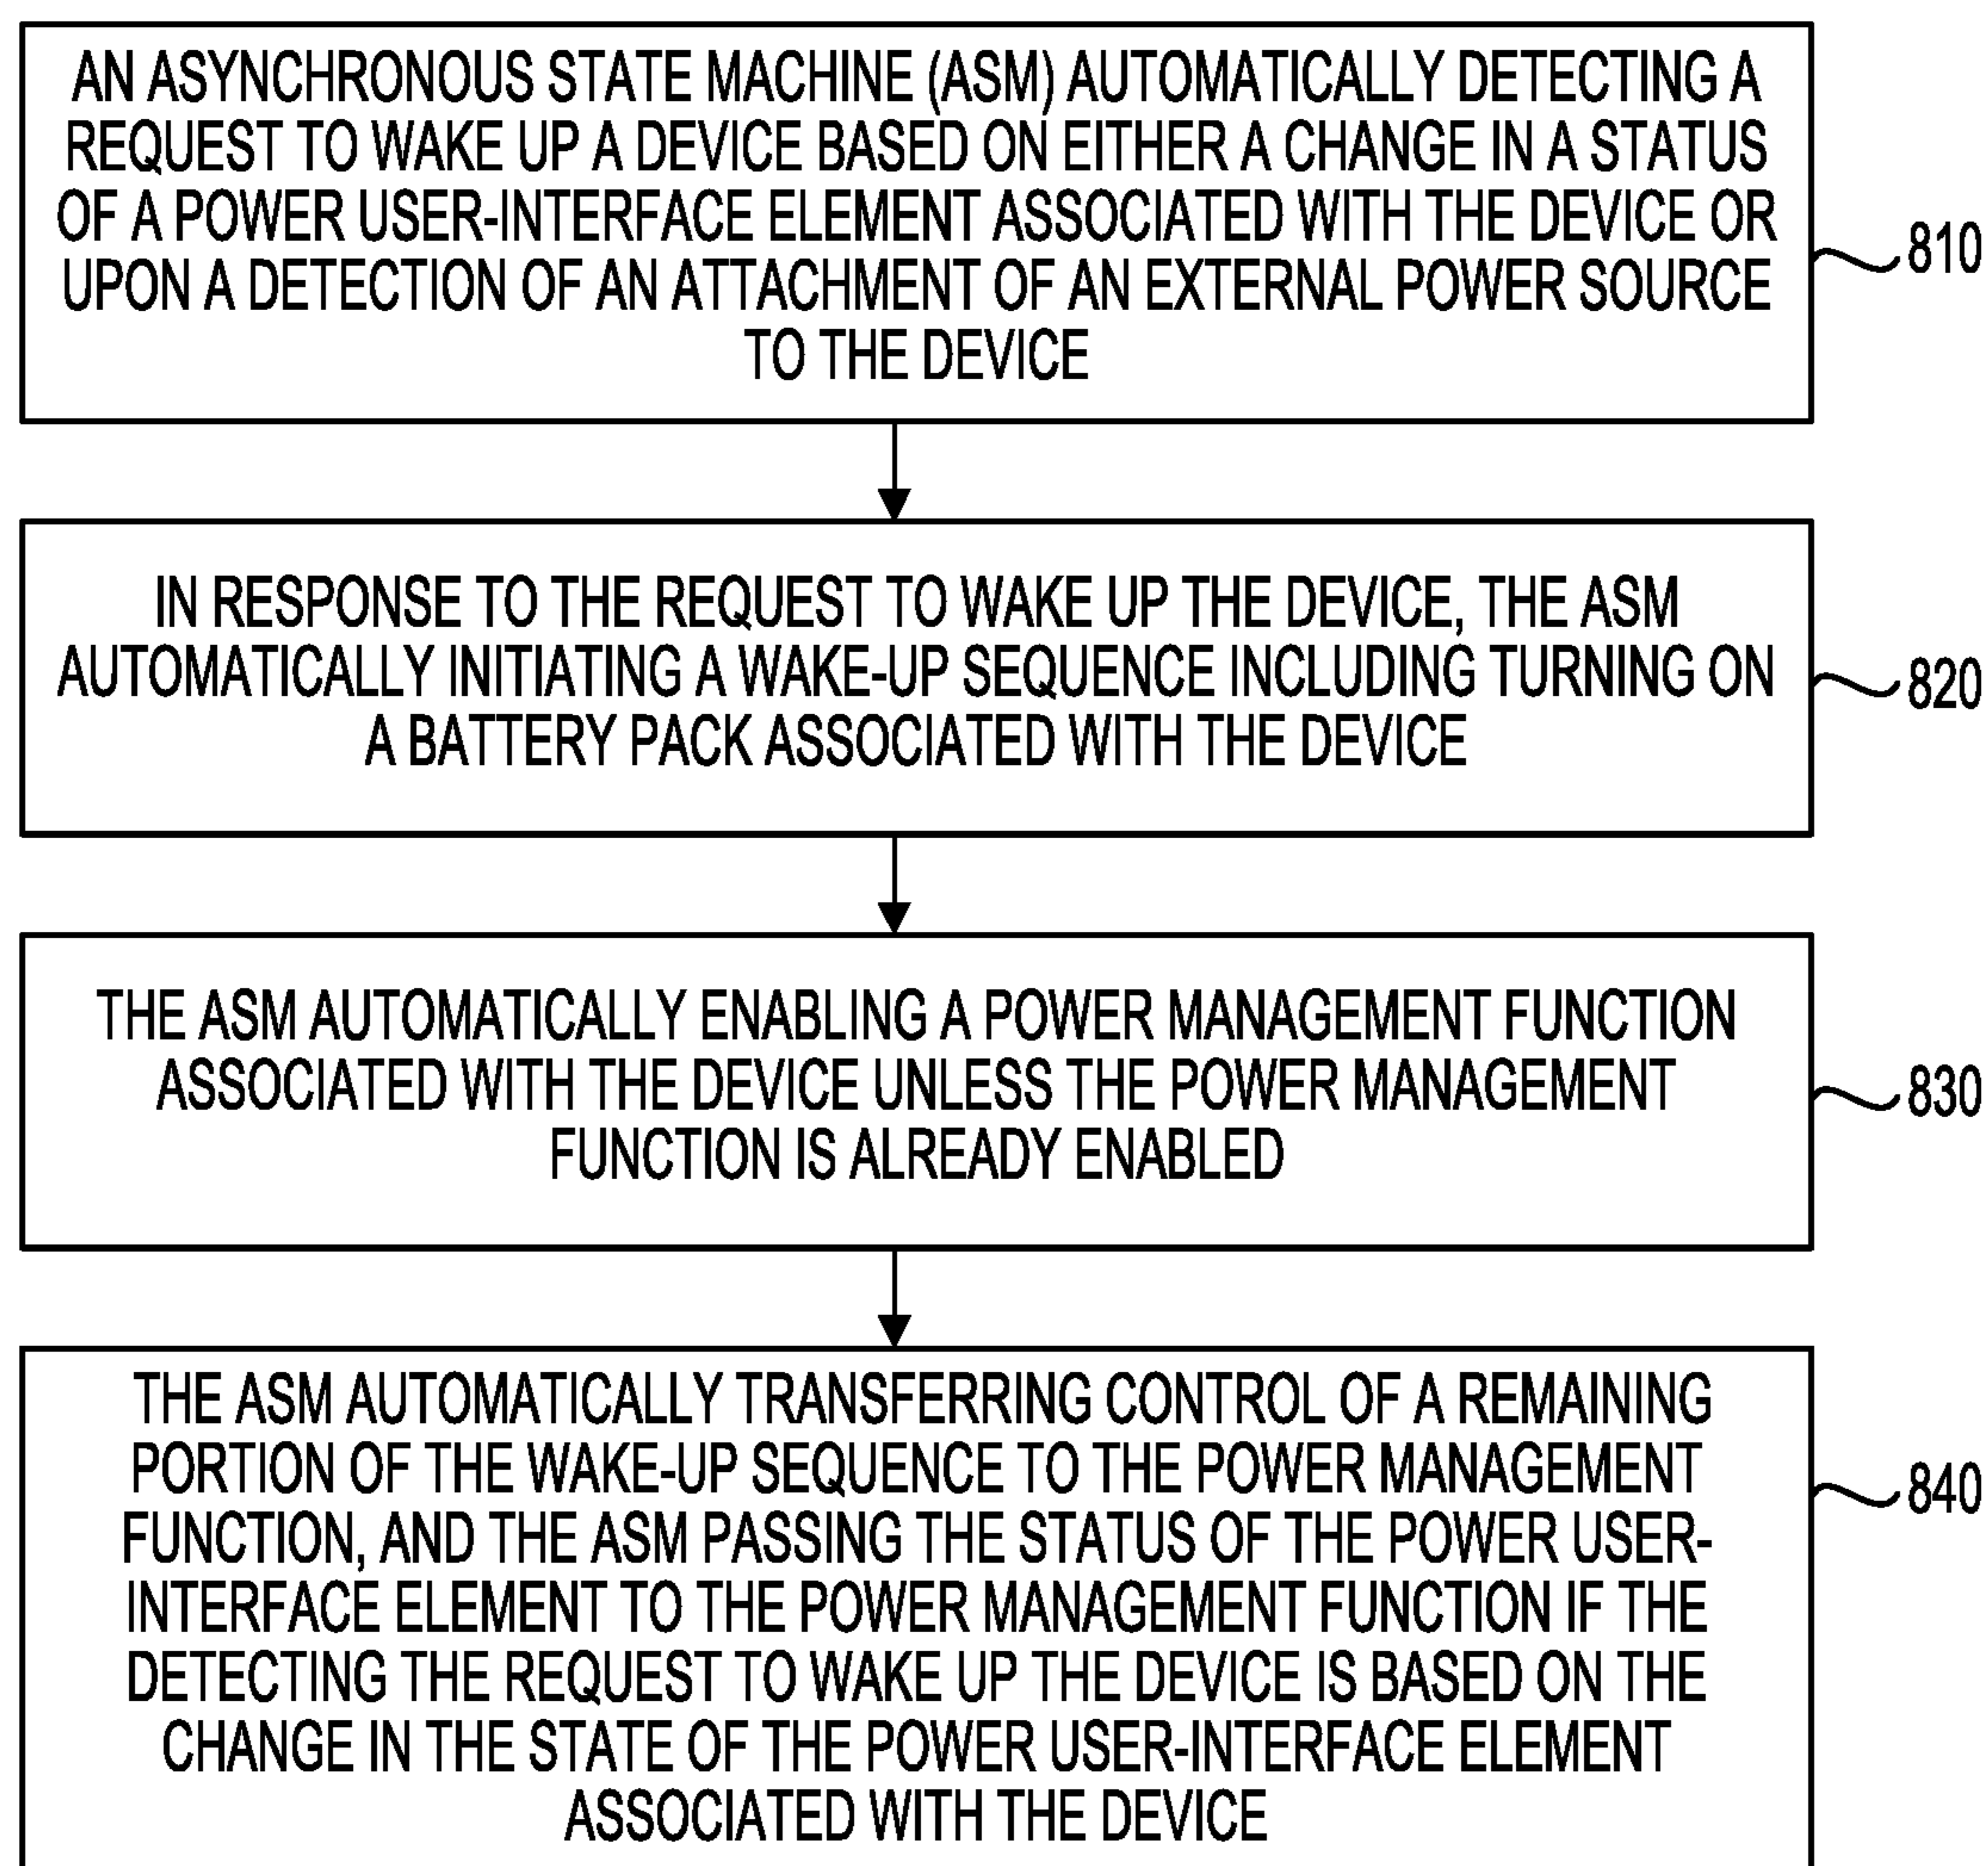 AN ASYNCHRONOUS STATE MACHINE (ASM) AUTOMATICALLY DETECTING A
REQUEST TO WAKE UP A DEVICE BASED ON EITHER A CHANGE IN A STATUS
OF A POWER USER-INTERFACE ELEMENT ASSOCIATED WITH THE DEVICE OR
UPON A DETECTION OF AN ATTACHMENT OF AN EXTERNAL POWER SOURCE
TO THE DEVICE
810
IN RESPONSE TO THE REQUEST TO WAKE UP THE DEVICE, THE ASM
AUTOMATICALLY INITIATING A WAKE-UP SEQUENCE INCLUDING TURNING ON
A BATTERY PACK ASSOCIATED WITH THE DEVICE
820
THE ASM AUTOMATICALLY ENABLING A POWER MANAGEMENT FUNCTION
ASSOCIATED WITH THE DEVICE UNLESS THE POWER MANAGEMENT
FUNCTION IS ALREADY ENABLED
830
THE ASM AUTOMATICALLY TRANSFERRING CONTROL OF A REMAINING
PORTION OF THE WAKE-UP SEQUENCE TO THE POWER MANAGEMENT
FUNCTION, AND THE ASM PASSING THE STATUS OF THE POWER USER-
INTERFACE ELEMENT TO THE POWER MANAGEMENT FUNCTION IF THE
DETECTING THE REQUEST TO WAKE UP THE DEVICE IS BASED ON THE
CHANGE IN THE STATE OF THE POWER USER-INTERFACE ELEMENT
ASSOCIATED WITH THE DEVICE
840